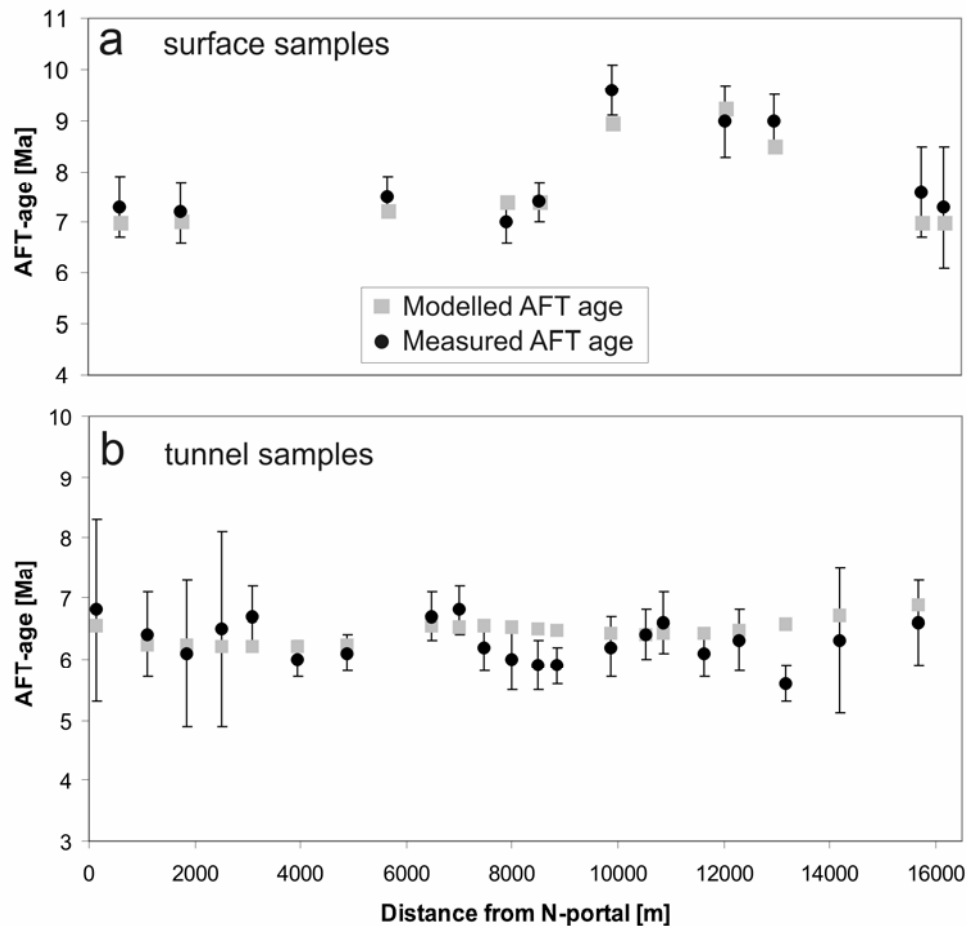 a surface samples
11
10
9
8
7
6
5
4
AFT-age [Ma]
Modelled AFT age
Measured AFT age
b tunnel samples
10
9
8
7
6
5
4
3
AFT-age [Ma]
0 2000 4000 6000 8000 10000 12000 14000 16000
Distance from N-portal [m]